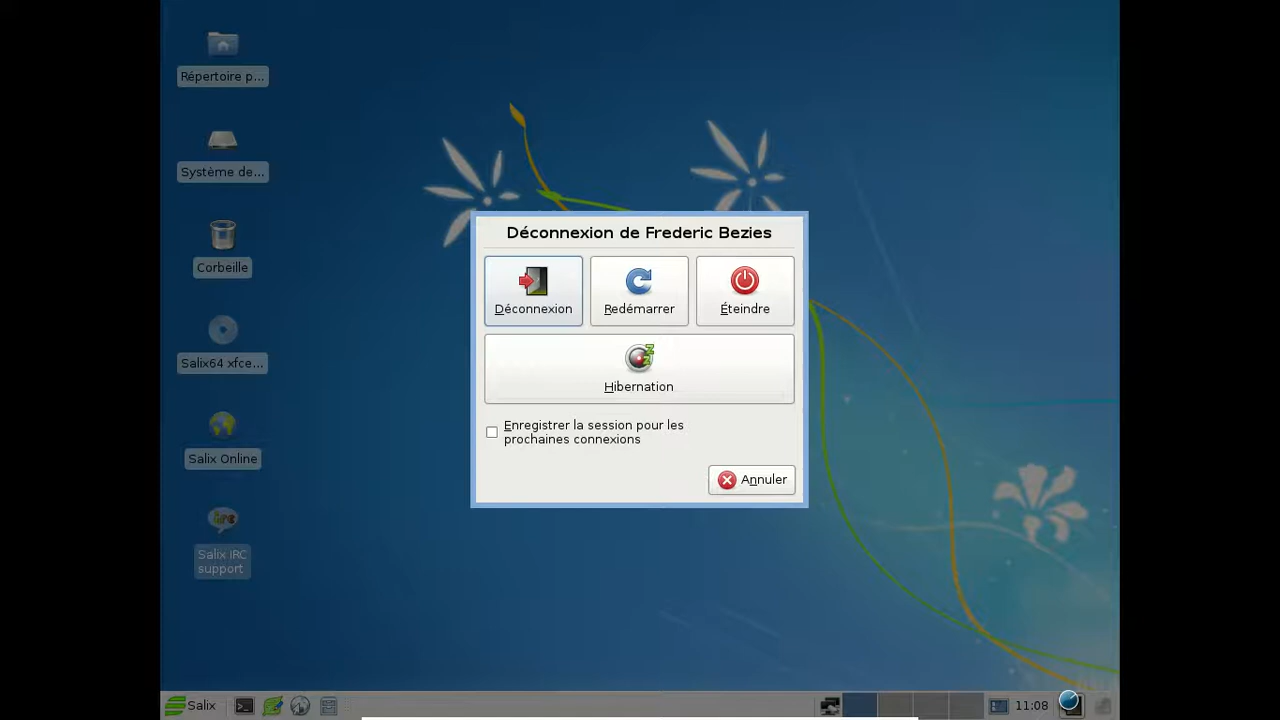 Répertoire p...
Système de...
Corbeille
Salix64 xfce...
Salix Online
Salix IRC
support
Déconnexion de Frederic Bezies
Déconnexion
Redémarrer
Éteindre
Hibernation
Enregistrer la session pour les
prochaines connexions
Annuler
Salix
11:08